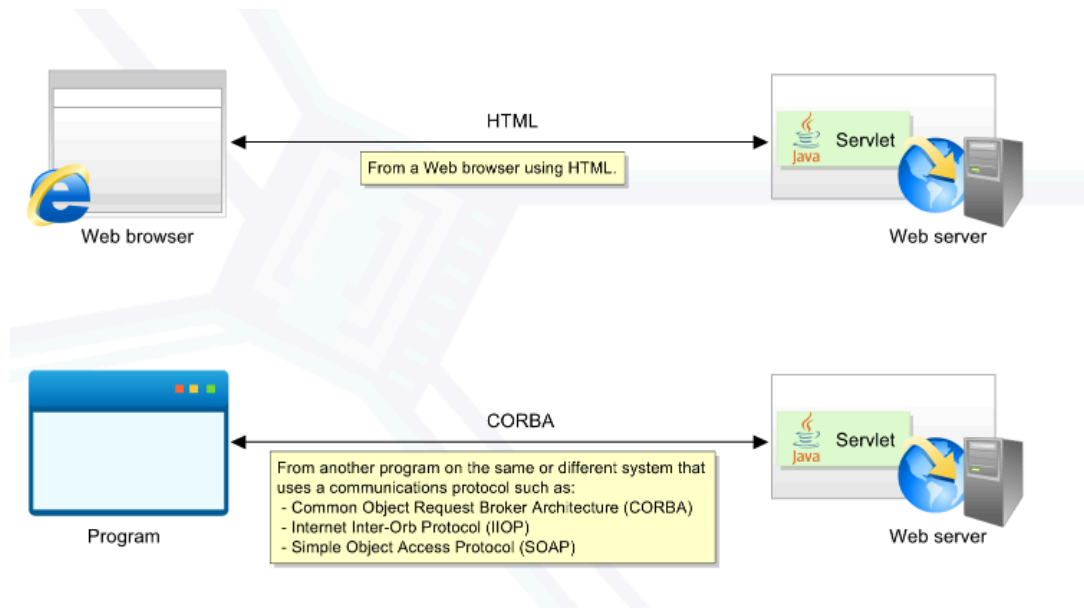 HTML
From a Web browser using HTML.
Java
Servlet
Web browser
Web server
CORBA
From another program on the same or different system that
uses a communications protocol such as:
- Common Object Request Broker Architecture (CORBA)
- Internet Inter-Orb Protocol (IIOP)
- Simple Object Access Protocol (SOAP)
Java
Servlet
Program
Web server